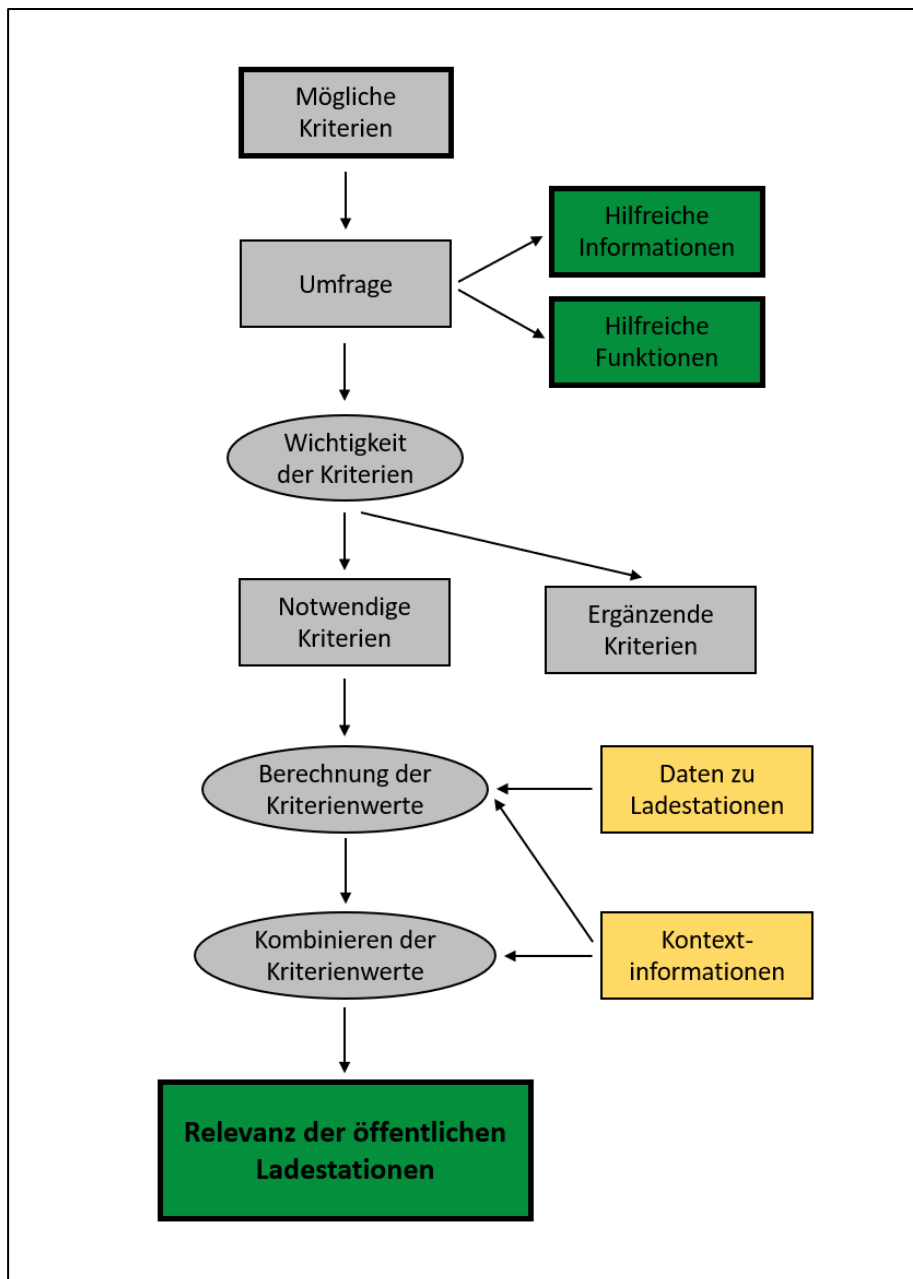 Mögliche
Kriterien
Umfrage
Hilfreiche
Informationen
Hilfreiche
Funktionen
Wichtigkeit
der Kriterien
Notwendige
Kriterien
Ergänzende
Kriterien
Berechnung der
Kriterienwerte
Daten zu
Ladestationen
Kombinieren der
Kriterienwerte
Kontext-
informationen
Relevanz der öffentlichen
Ladestationen